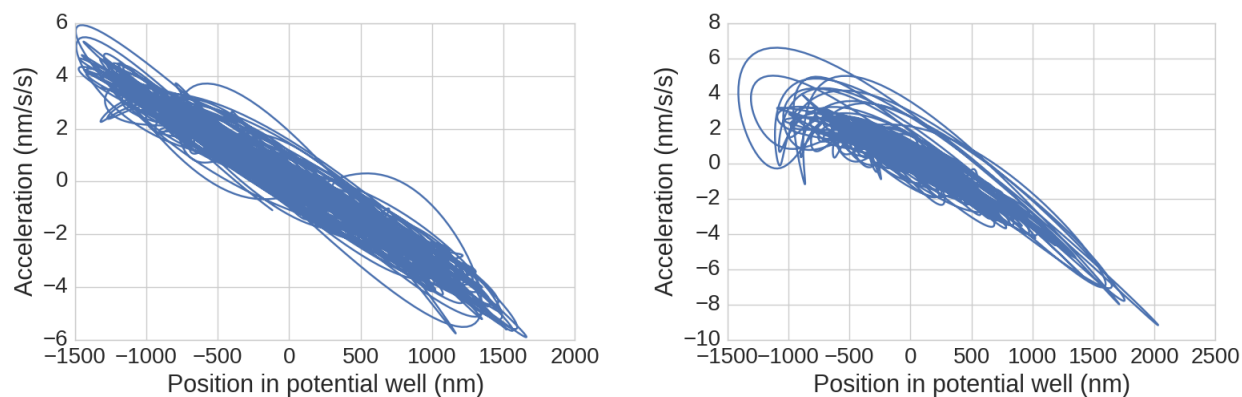 6
4
2
0
−2
−4
−6
−1500 −1000 −500 0 500 1000 1500 2000
Acceleration (nm/s/s)
Position in potential well (nm)
8
6
4
2
0
−2
−4
−6
−8
−10
−1500 −1000 −500 0 500 1000 1500 2000 2500
Acceleration (nm/s/s)
Position in potential well (nm)